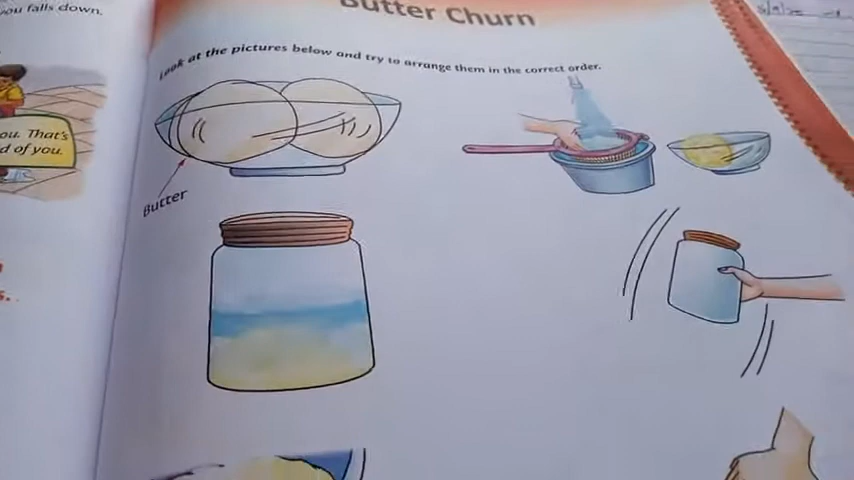 you falls down.
ou. That's
d of you.
Butter Churn
Look at the pictures below and try to arrange them in the correct order.
Butter